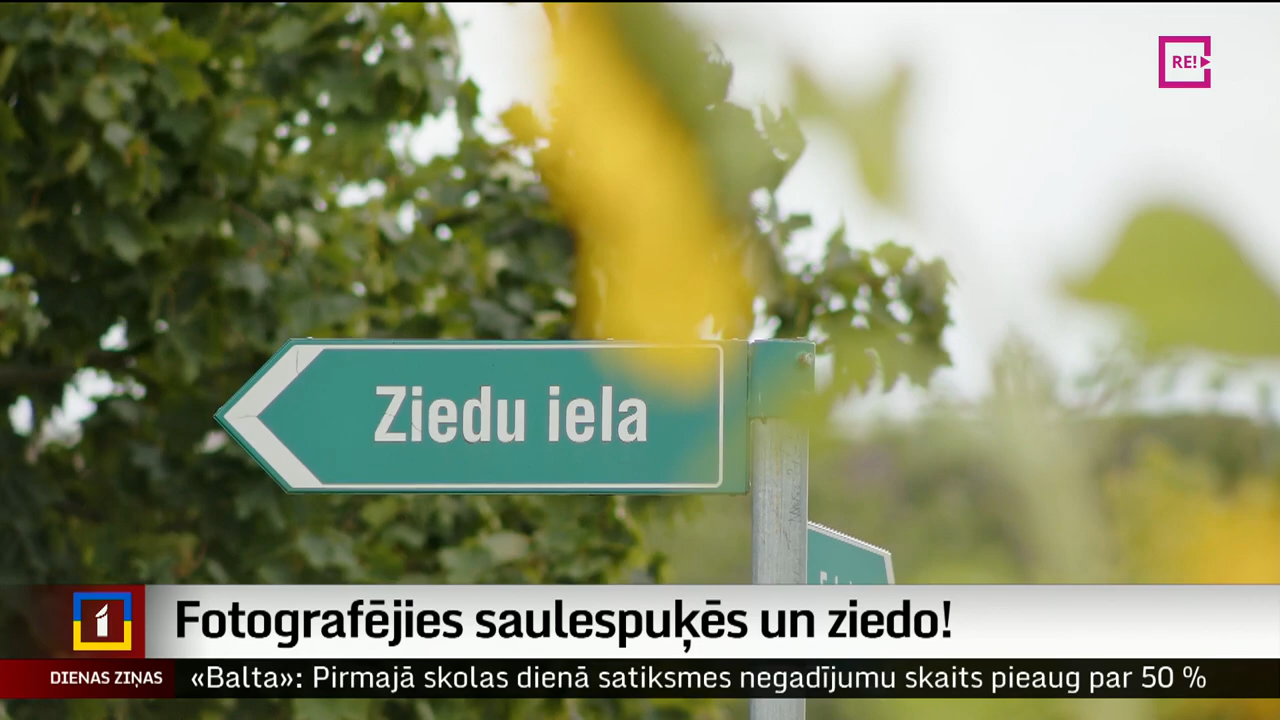 RE!
Ziedu iela
1
Fotografējies saulespuķēs un ziedo!
DIENAS ZIŅAS
«Balta»: Pirmajā skolas dienā satiksmes negadījumu skaits pieaug par 50 %